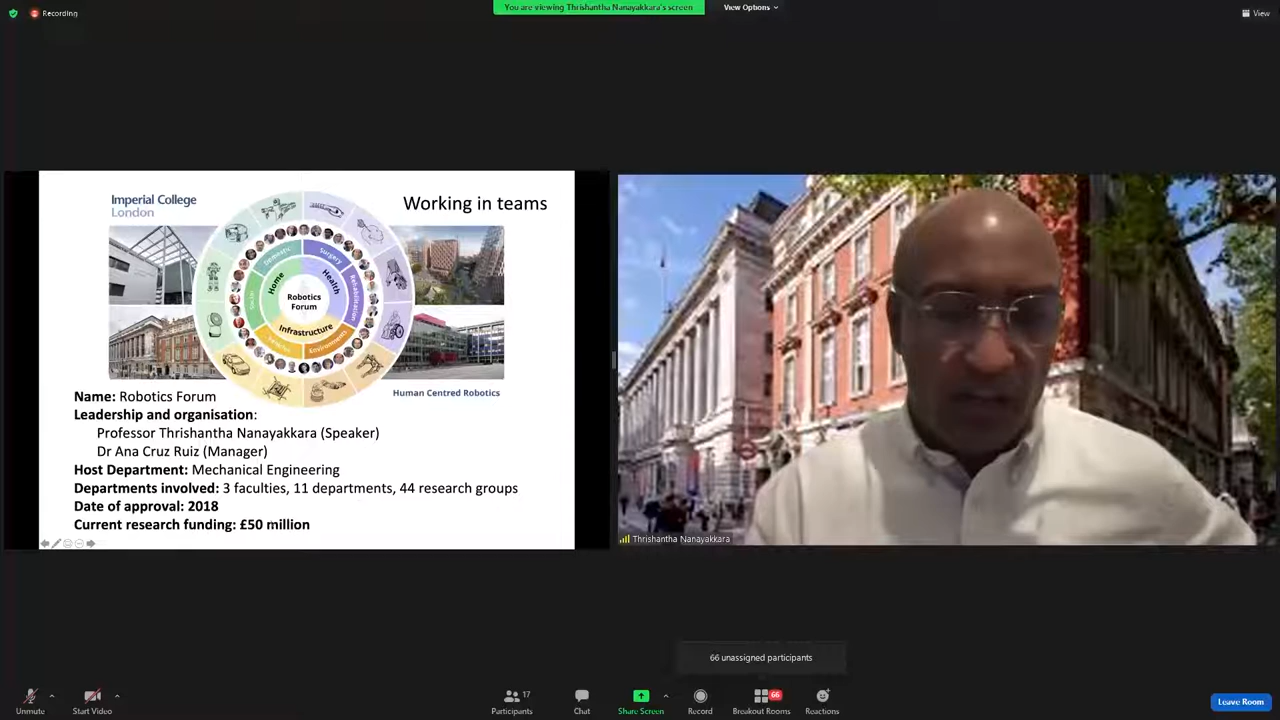 Recording
You are viewing Thrishantha Nanayakkara's screen
View Options
View
Imperial College
London
Working in teams
Domestic
Surgery
Home
Health
Rehabilitation
Robotics
Forum
Infrastructure
Environments
Human Centred Robotics
Name: Robotics Forum
Leadership and organisation:
Professor Thrishantha Nanayakkara (Speaker)
Dr Ana Cruz Ruiz (Manager)
Host Department: Mechanical Engineering
Departments involved: 3 faculties, 11 departments, 44 research groups
Date of approval: 2018
Current research funding: £50 million
Thrishantha Nanayakkara
66 unassigned participants
Unmute
Start Video
Participants
17
Chat
Share Screen
Record
Breakout Rooms
66
Reactions
Leave Room